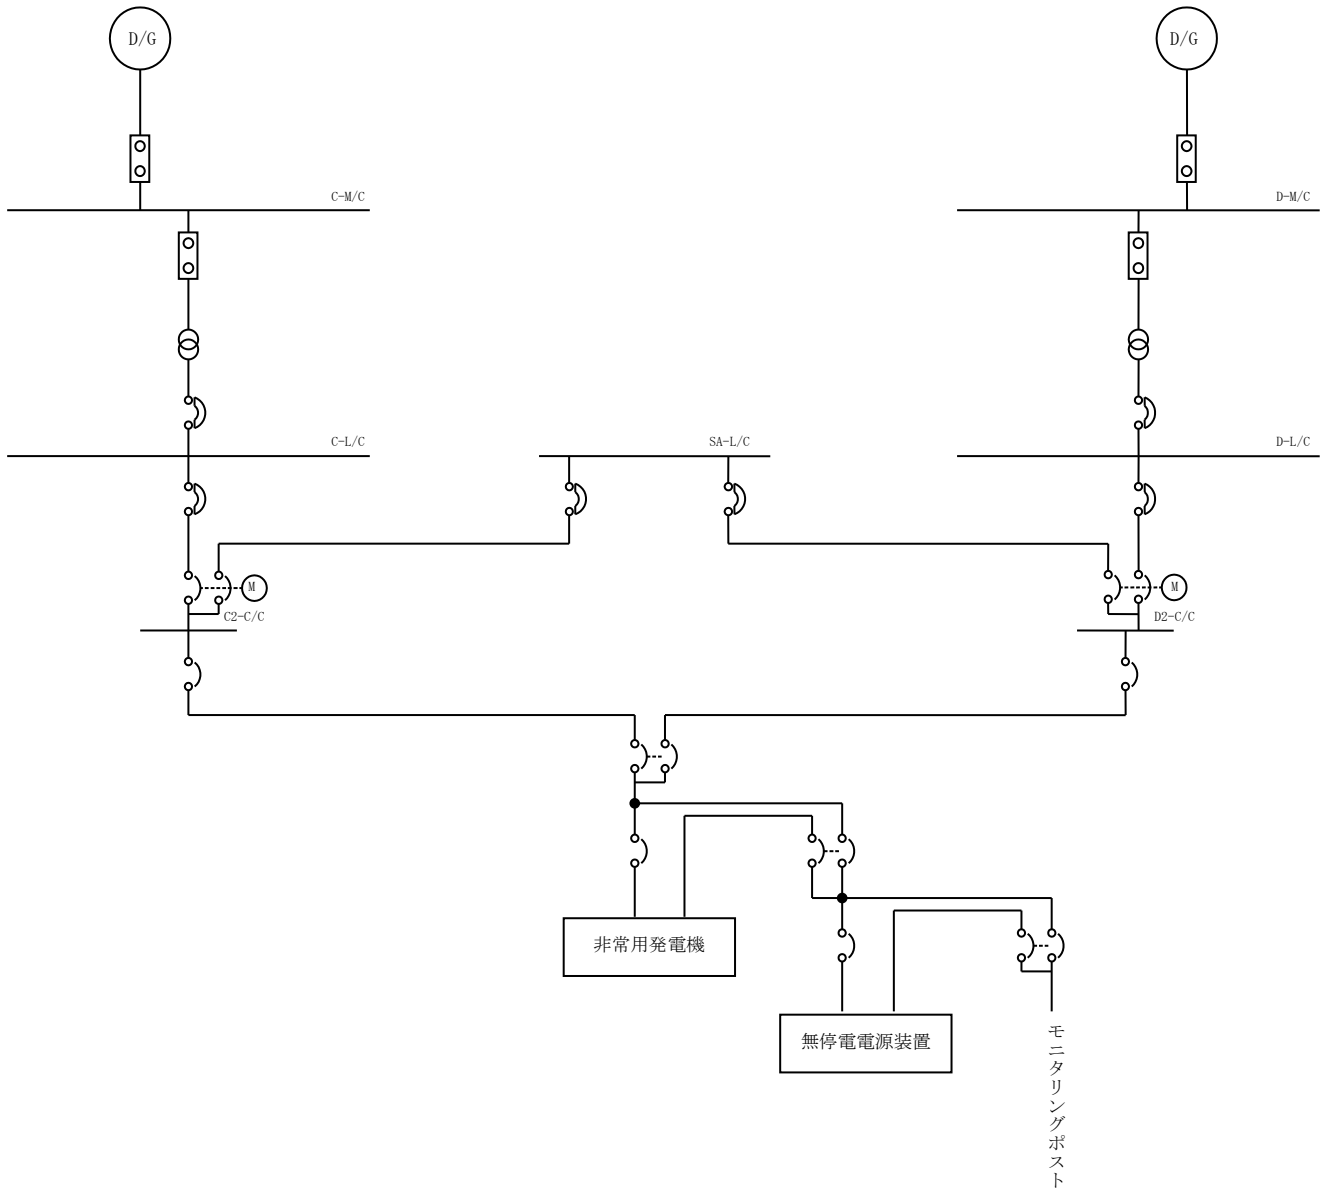 D/G
D/G
C-M/C
D-M/C
C-L/C
SA-L/C
D-L/C
M
M
C2-C/C
D2-C/C
非常用発電機
無停電電源装置
モニタリングポスト